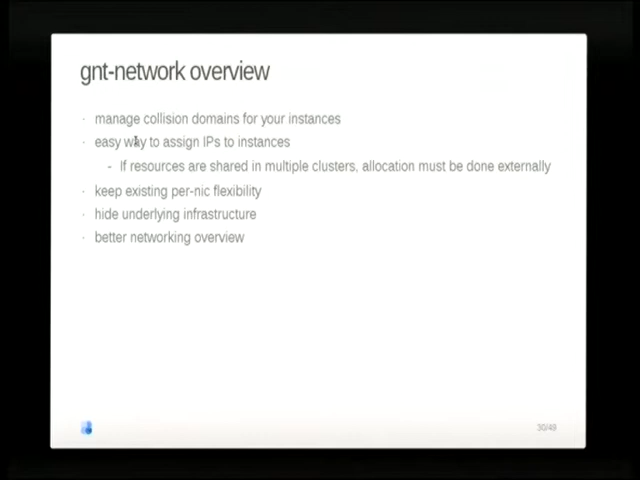 gnt-network overview
· manage collision domains for your instances
· easy way to assign IPs to instances
- If resources are shared in multiple clusters, allocation must be done externally
· keep existing per-nic flexibility
· hide underlying infrastructure
· better networking overview
30/49